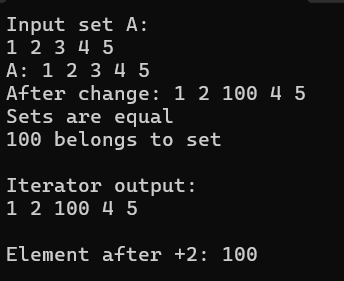 Input set A:
1 2 3 4 5
A: 1 2 3 4 5
After change: 1 2 100 4 5
Sets are equal
100 belongs to set
Iterator output:
1 2 100 4 5
Element after +2: 100